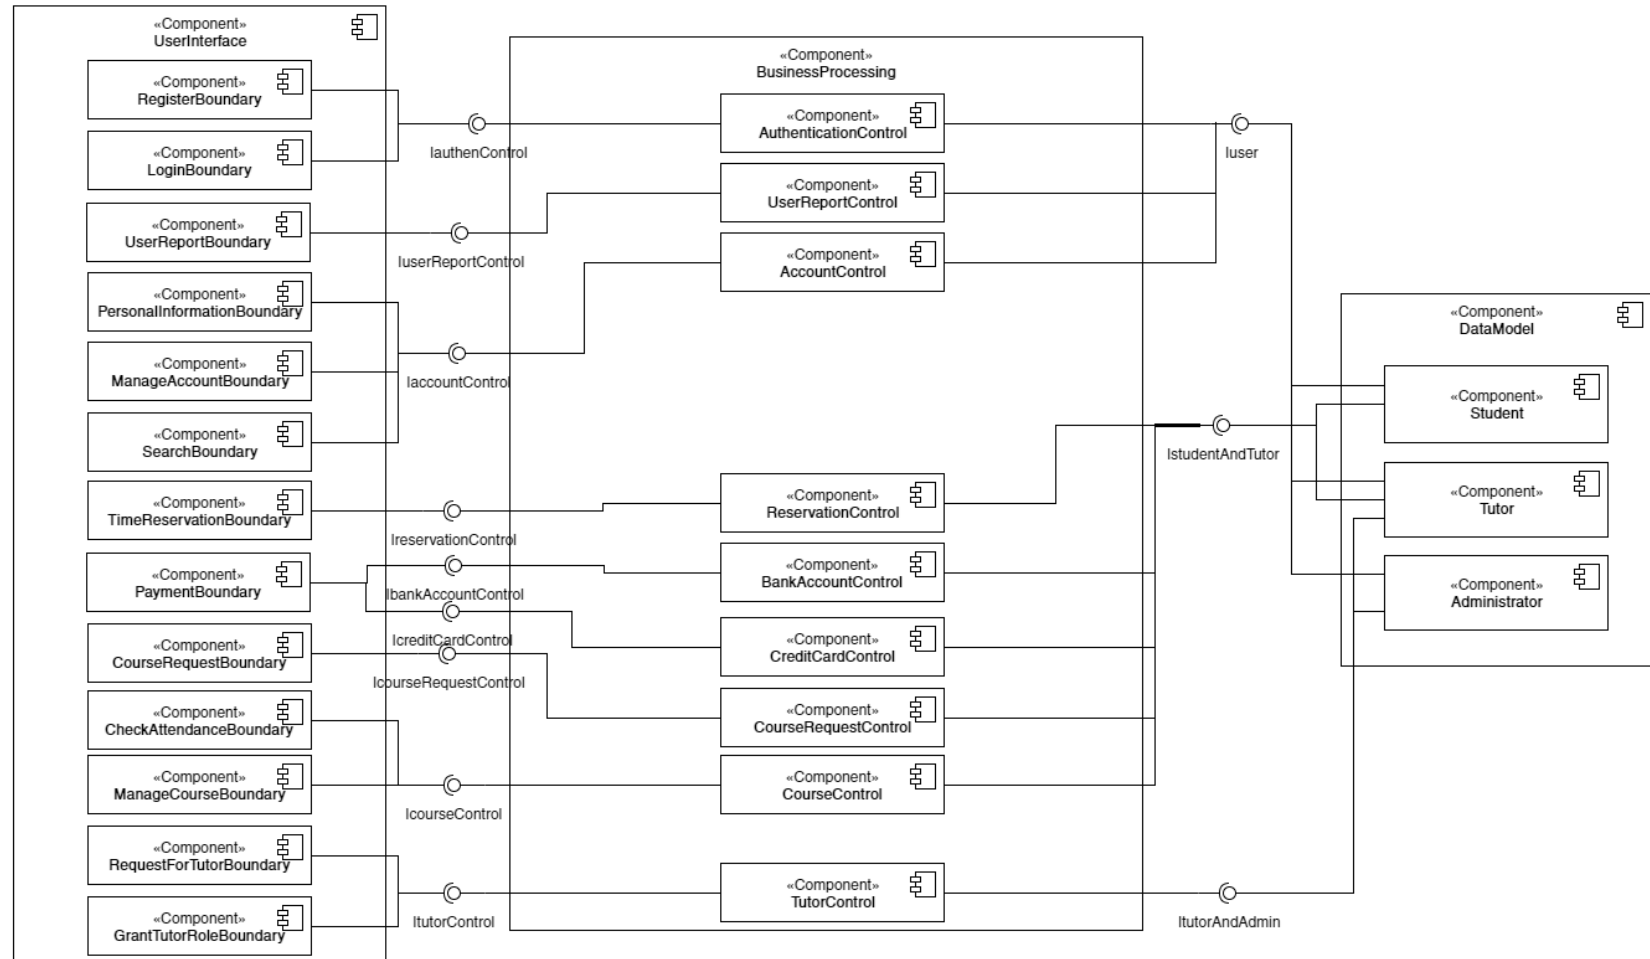 «Component»
UserInterface
«Component»
RegisterBoundary
«Component»
LoginBoundary
«Component»
UserReportBoundary
«Component»
PersonalInformationBoundary
«Component»
ManageAccountBoundary
«Component»
SearchBoundary
«Component»
TimeReservationBoundary
«Component»
PaymentBoundary
«Component»
CourseRequestBoundary
«Component»
CheckAttendanceBoundary
«Component»
ManageCourseBoundary
«Component»
RequestForTutorBoundary
«Component»
GrantTutorRoleBoundary
IauthenControl
IuserReportControl
IaccountControl
IreservationControl
IbankAccountControl
IcreditCardControl
IcourseRequestControl
IcourseControl
ItutorControl
«Component»
BusinessProcessing
«Component»
AuthenticationControl
«Component»
UserReportControl
«Component»
AccountControl
«Component»
ReservationControl
«Component»
BankAccountControl
«Component»
CreditCardControl
«Component»
CourseRequestControl
«Component»
CourseControl
«Component»
TutorControl
Iuser
IstudentAndTutor
ItutorAndAdmin
«Component»
DataModel
«Component»
Student
«Component»
Tutor
«Component»
Administrator